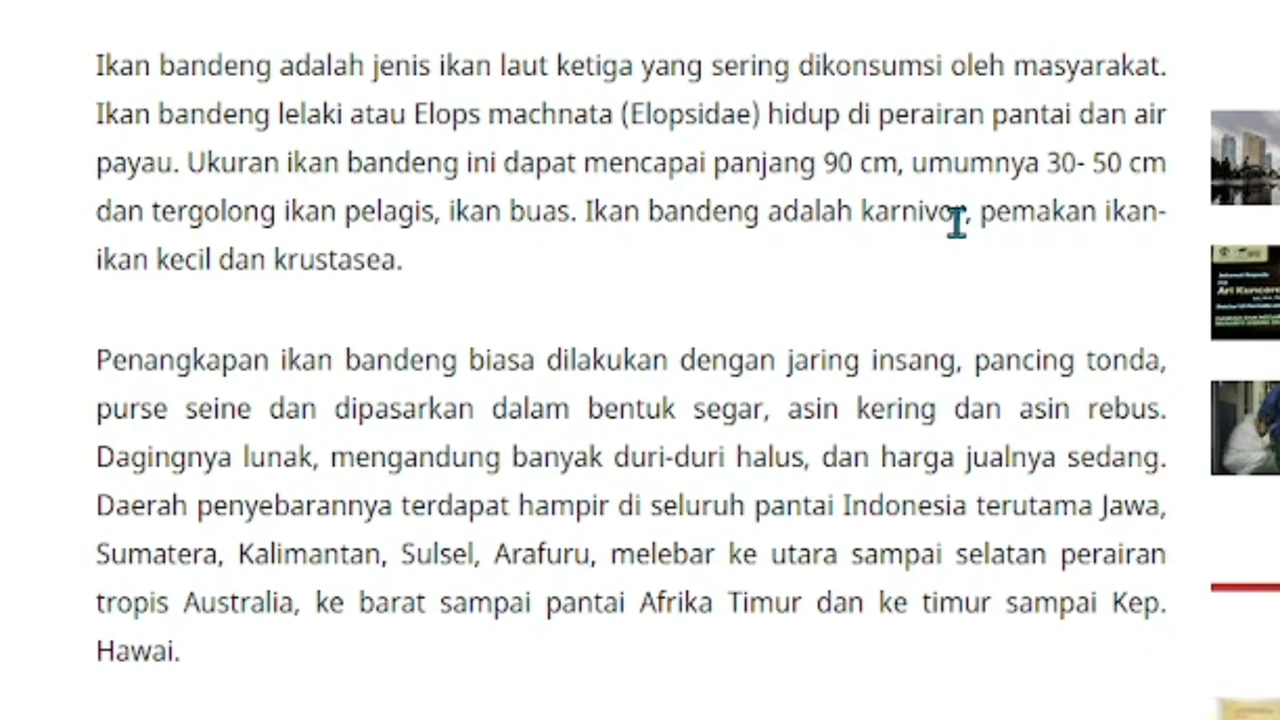 Ikan bandeng adalah jenis ikan laut ketiga yang sering dikonsumsi oleh masyarakat.
Ikan bandeng lelaki atau Elops machnata (Elopsidae) hidup di perairan pantai dan air
payau. Ukuran ikan bandeng ini dapat mencapai panjang 90 cm, umumnya 30- 50 cm
dan tergolong ikan pelagis, ikan buas. Ikan bandeng adalah karnivor, pemakan ikan-
ikan kecil dan krustasea.
Penangkapan ikan bandeng biasa dilakukan dengan jaring insang, pancing tonda,
purse seine dan dipasarkan dalam bentuk segar, asin kering dan asin rebus.
Dagingnya lunak, mengandung banyak duri-duri halus, dan harga jualnya sedang.
Daerah penyebarannya terdapat hampir di seluruh pantai Indonesia terutama Jawa,
Sumatera, Kalimantan, Sulsel, Arafuru, melebar ke utara sampai selatan perairan
tropis Australia, ke barat sampai pantai Afrika Timur dan ke timur sampai Kep.
Hawai.